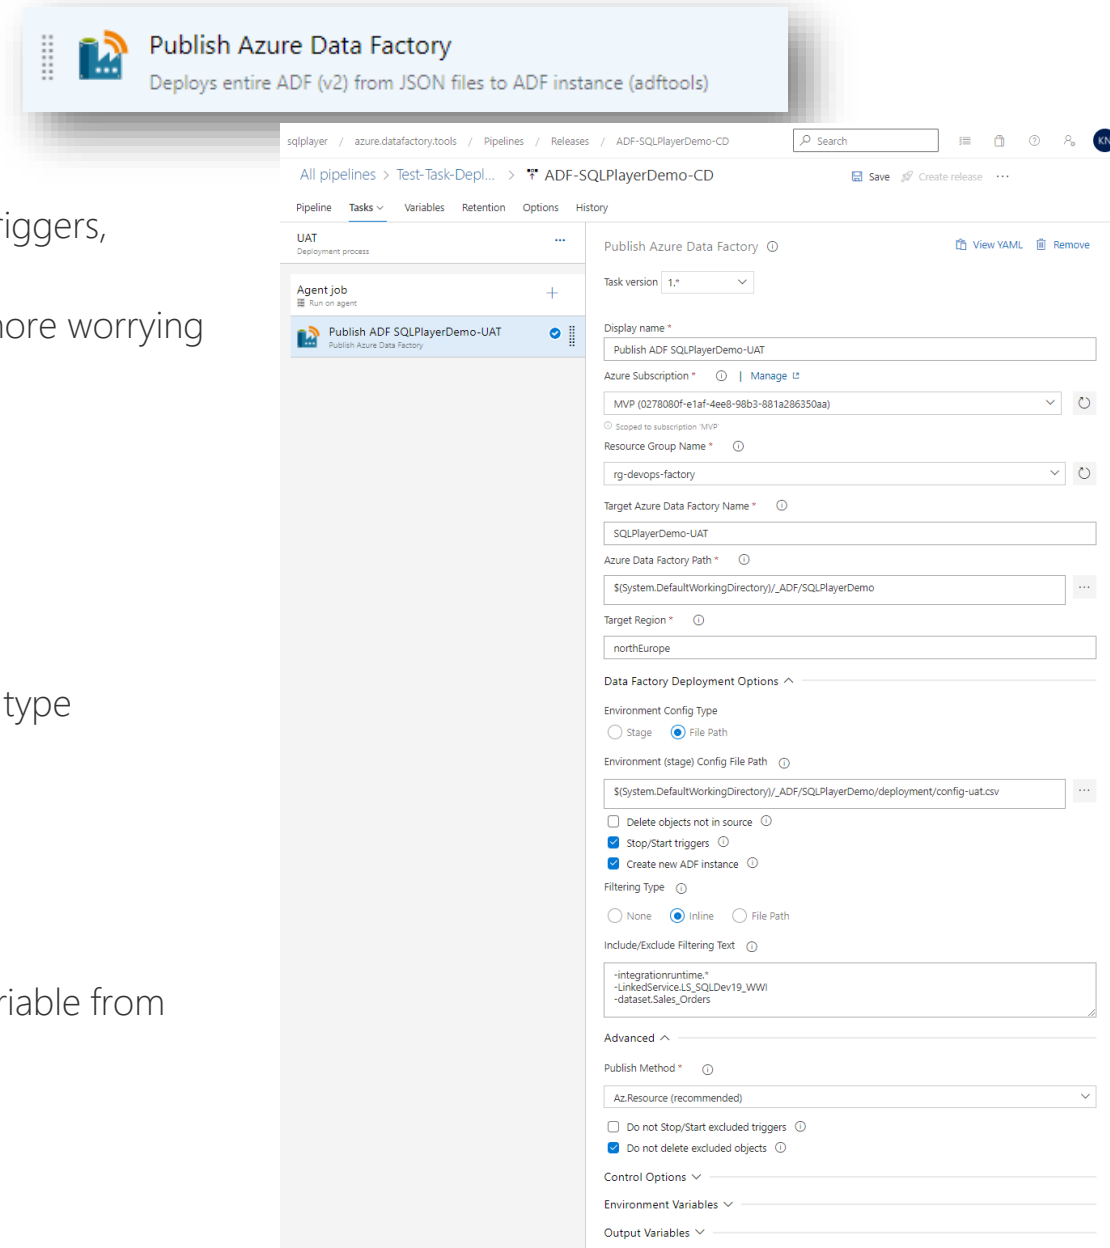 Publish Azure Data Factory
Deploys entire ADF (v2) from JSON files to ADF instance (adftools)
sqlplayer / azure.datafactory.tools / Pipelines / Releases / ADF-SQLPlayerDemo-CD
Search
KN
All pipelines > Test-Task-Depl... > ADF-SQLPlayerDemo-CD
Save Create release ...
Pipeline Tasks Variables Retention Options History
riggers,
more worrying
type
riable from
UAT
Deployment process
...
Agent job
Run on agent
Publish ADF SQLPlayerDemo-UAT
Publish Azure Data Factory
Publish Azure Data Factory
View YAML Remove
Task version 1.*
Display name *
Publish ADF SQLPlayerDemo-UAT
Azure Subscription * | Manage
MVP (0278080f-e1af-4ee8-98b3-881a286350aa)
Scoped to subscription 'MVP'
Resource Group Name *
rg-devops-factory
Target Azure Data Factory Name *
SQLPlayerDemo-UAT
Azure Data Factory Path *
$(System.DefaultWorkingDirectory)/_ADF/SQLPlayerDemo
...
Target Region *
northEurope
Data Factory Deployment Options
Environment Config Type
Stage File Path
Environment (stage) Config File Path
$(System.DefaultWorkingDirectory)/_ADF/SQLPlayerDemo/deployment/config-uat.csv
...
Delete objects not in source
Stop/Start triggers
Create new ADF instance
Filtering Type
None Inline File Path
Include/Exclude Filtering Text
-integrationruntime.*
-LinkedService.LS_SQLDev19_WWI
-dataset.Sales_Orders
Advanced
Publish Method *
Az.Resource (recommended)
Do not Stop/Start excluded triggers
Do not delete excluded objects
Control Options
Environment Variables
Output Variables